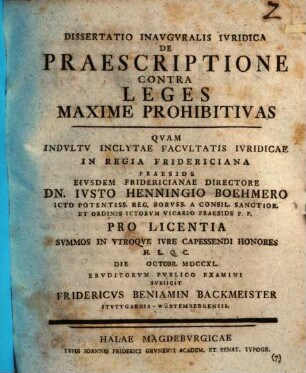 2
DISSERTATIO INAVGVRALIS IVRIDICA
DE
PRAESCRIPTIONE
CONTRA
LEGES
MAXIME PROHIBITIVAS
QVAM
INDVLTV INCLYTAE FACVLTATIS IVRIDICAE
IN REGIA FRIDERICIANA
PRAESIDE
EIVSDEM FRIDERICIANAE DIRECTORE
DN. IVSTO HENNINGIO BOEHMERO
ICTO POTENTISS. REG. BORVSS. A CONSIL. SANCTIOR.
ET ORDINIS ICTORVM VICARIO PRAESIDE P. P.
PRO LICENTIA
SVMMOS IN VTROQVE IVRE CAPESSENDI HONORES
H. L. Q. C.
DIE OCTOBR. MDCCXL.
ERVDITORVM PVBLICO EXAMINI
SVBIICIT
FRIDERICVS BENIAMIN BACKMEISTER
STVTTGARDIA-WÜRTEMBERGENSIS.
HALAE MAGDEBVRGICAE
TYPIS IOANNIS FRIDERICI GRVNERTI ACADEM. ET SENAT. TYPOGR.
(7)